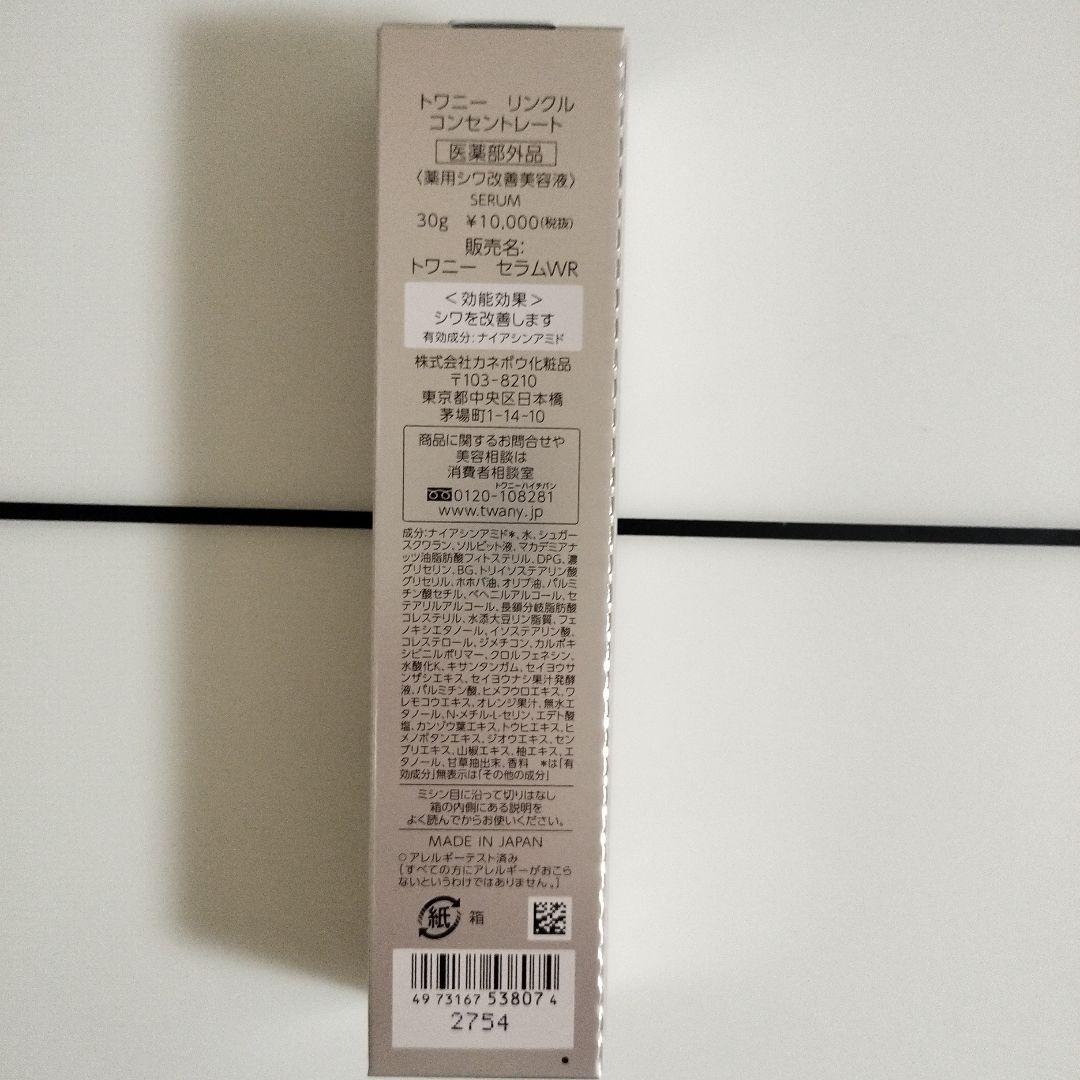 トワニー　リンクル
コンセントレート
医薬部外品
〈薬用シワ改善美容液〉
SERUM
30g　¥10,000(税抜)
販売名:
トワニー　セラムWR
＜効能効果＞
シワを改善します
有効成分:ナイアシンアミド
株式会社カネボウ化粧品
〒103-8210
東京都中央区日本橋
茅場町1-14-10
商品に関するお問合せや
美容相談は
消費者相談室
トワニーハイチバン
0120-108281
www.twany.jp
成分:ナイアシンアミド*、水、シュガー
スクワラン、ソルビット液、マカデミアナ
ッツ油脂肪酸フィトステリル、DPG、濃
グリセリン、BG、トリイソステアリン酸
グリセリル、ホホバ油、オリブ油、パルミ
チン酸セチル、ベヘニルアルコール、セ
テアリルアルコール、長鎖分岐脂肪酸
コレステリル、水添大豆リン脂質、フェ
ノキシエタノール、イソステアリン酸、
コレステロール、ジメチコン、カルボキ
シビニルポリマー、クロルフェネシン、
水酸化K、キサンタンガム、セイヨウサ
ンザシエキス、セイヨウナシ果汁発酵
液、パルミチン酸、ヒメフウロエキス、ワ
レモコウエキス、オレンジ果汁、無水エ
タノール、N-メチル-L-セリン、エデト酸
塩、カンゾウ葉エキス、トウヒエキス、ヒ
メノボタンエキス、ジオウエキス、セン
ブリエキス、山椒エキス、柚エキス、エ
タノール、甘草抽出末、香料　*は「有
効成分」無表示は「その他の成分」
ミシン目に沿って切りはなし
箱の内側にある説明を
よく読んでからお使いください。
MADE IN JAPAN
○アレルギーテスト済み
[すべての方にアレルギーがおこら
ないというわけではありません。]
紙 箱
4973167538074
2754